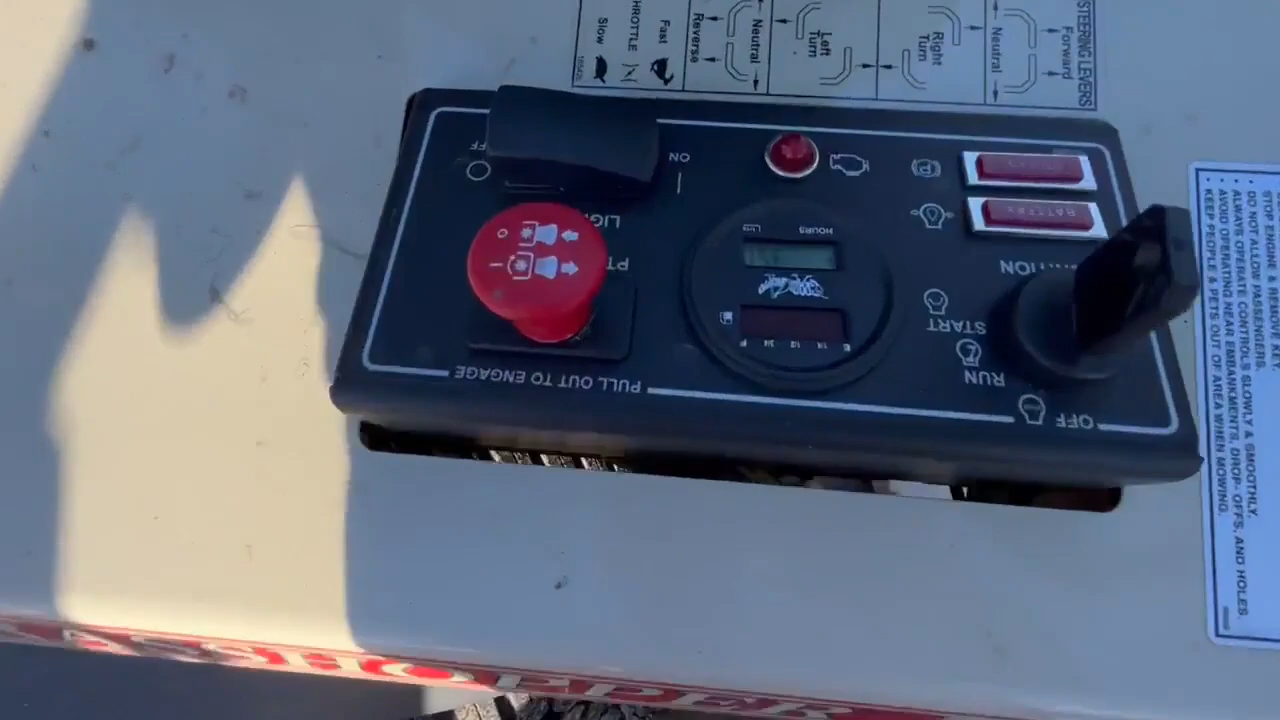 STEERING LEVERS
Forward
Neutral
Right
Turn
Left
Turn
Neutral
Reverse
Fast
THROTTLE
Slow
STOP ENGINE & REMOVE KEY.
• DO NOT ALLOW PASSENGERS.
• ALWAYS OPERATE CONTROLS SLOWLY & SMOOTHLY.
• AVOID OPERATING NEAR EMBANKMENTS, DROP-OFFS, AND HOLES.
KEEP PEOPLE & PETS OUT OF AREA WHEN MOWING.
OFF
RUN
START
BATTERY
HOURS
E
F
ON
PULL OUT TO ENGAGE